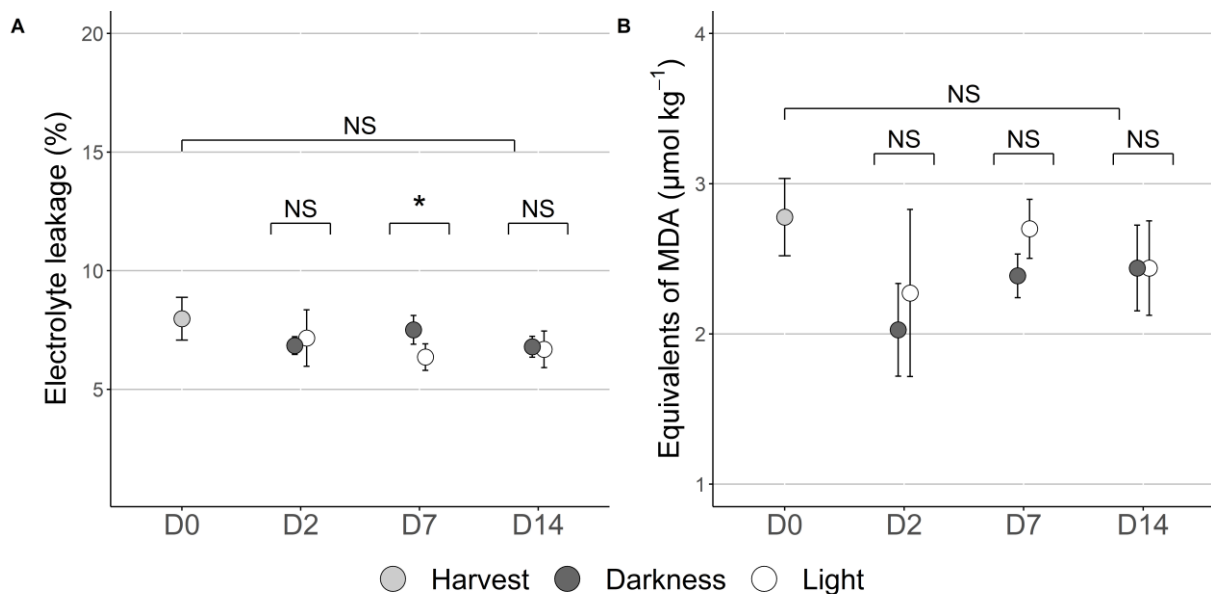 A
Electrolyte leakage (%)
20
15
10
5
NS
NS
*
NS
D0 D2 D7 D14
B
Equivalents of MDA (μmol kg⁻¹)
4
3
2
1
NS
NS
NS
NS
D0 D2 D7 D14
Harvest Darkness Light